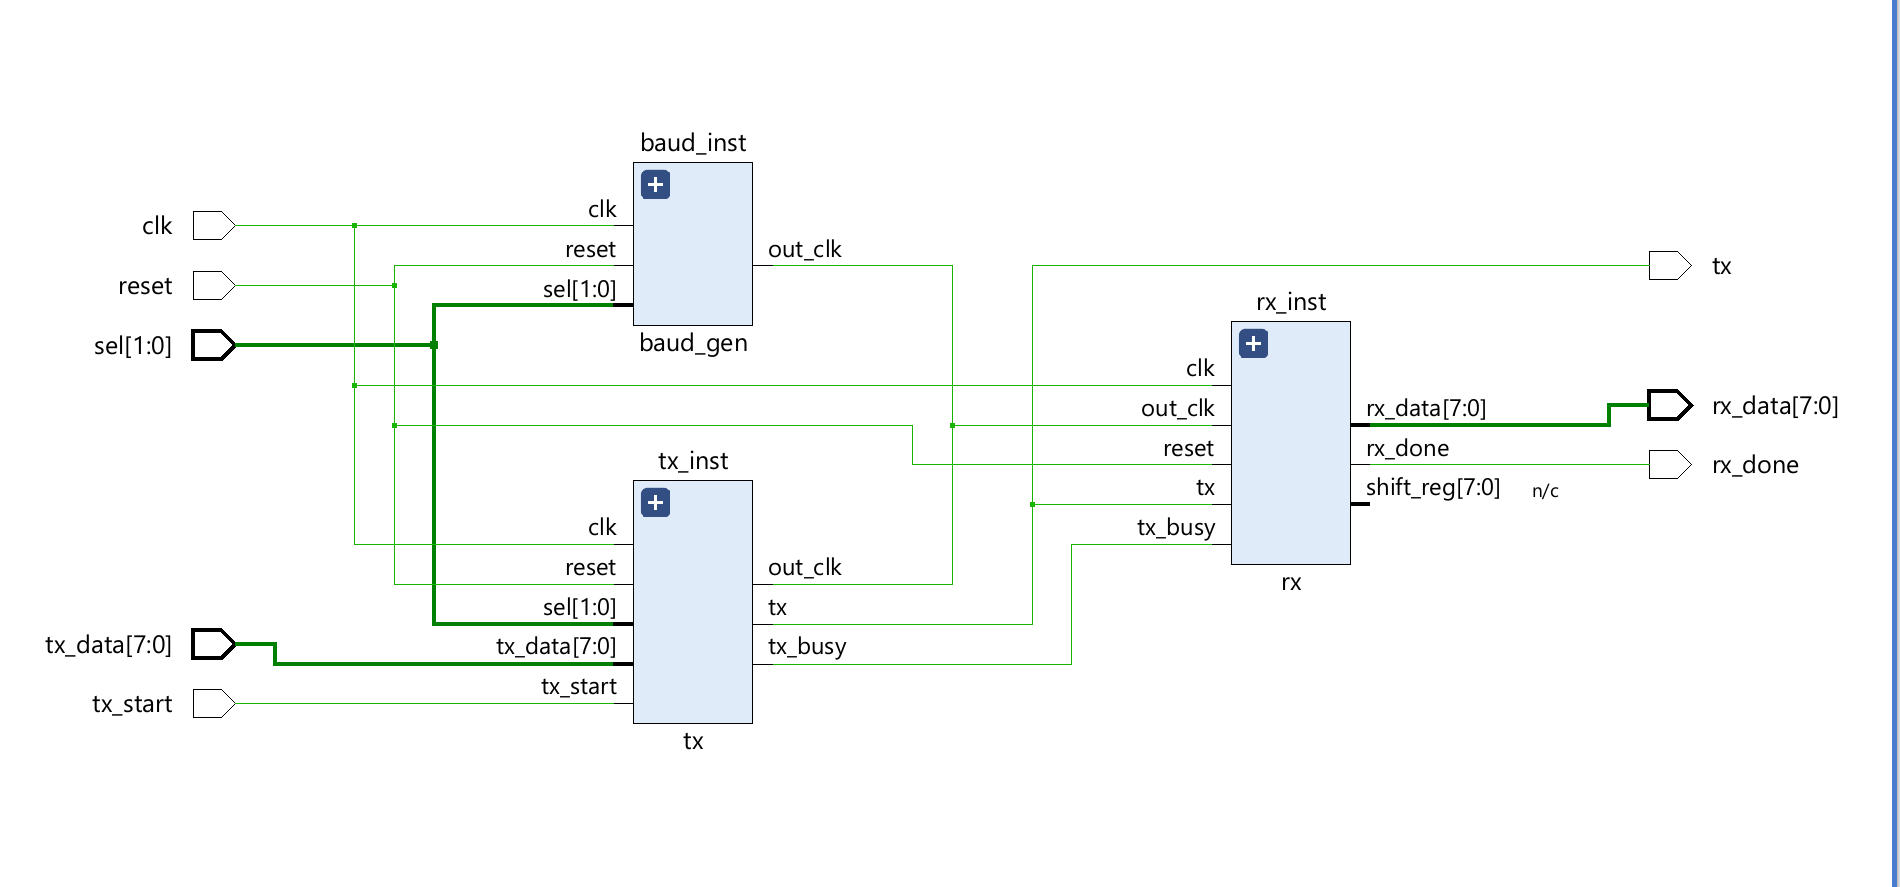 baud_inst
clk
reset
sel[1:0]
out_clk
baud_gen
clk
reset
sel[1:0]
tx_data[7:0]
tx_start
tx_inst
clk
reset
sel[1:0]
tx_data[7:0]
tx_start
out_clk
tx
tx_busy
tx
rx_inst
clk
out_clk
reset
tx
tx_busy
rx_data[7:0]
rx_done
shift_reg[7:0] n/c
rx
tx
rx_data[7:0]
rx_done